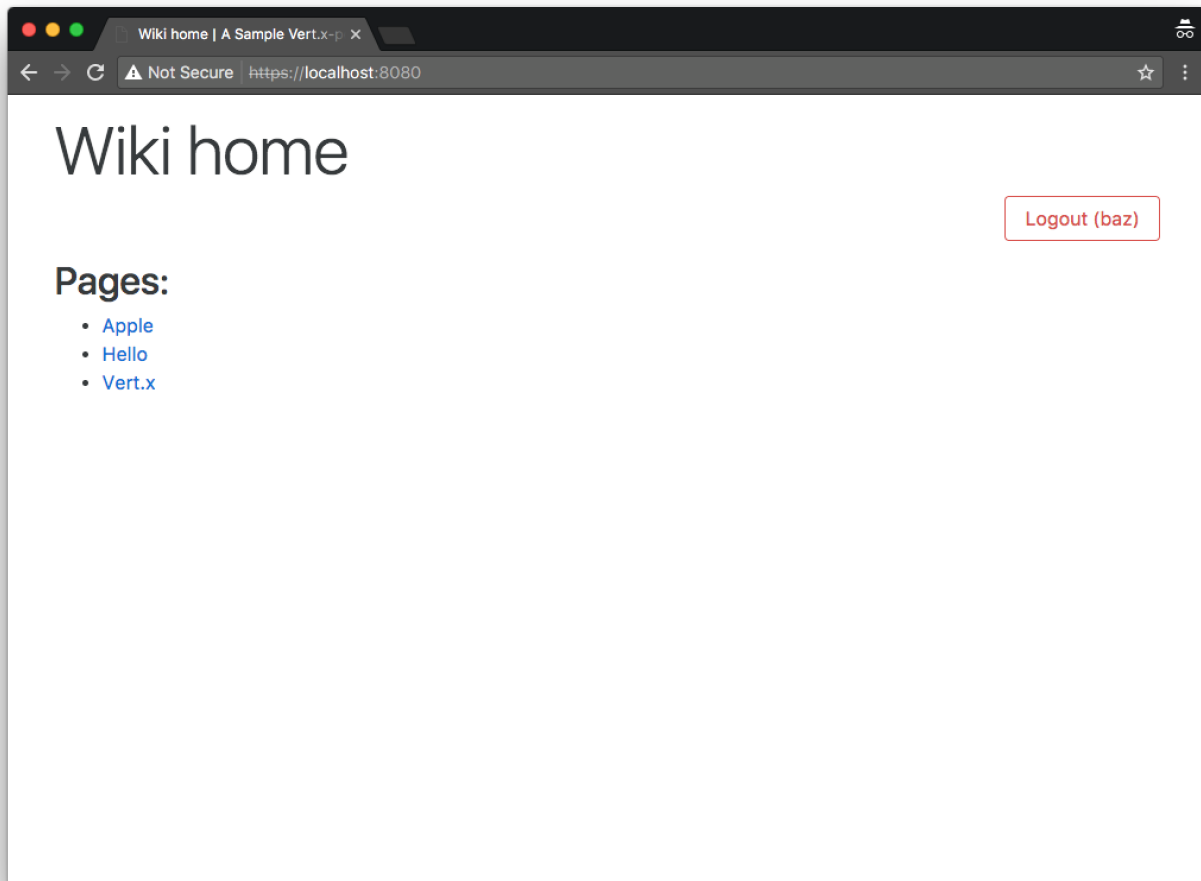 Wiki home | A Sample Vert.x-p
Not Secure https://localhost:8080
Wiki home
Logout (baz)
Pages:
Apple
Hello
Vert.x